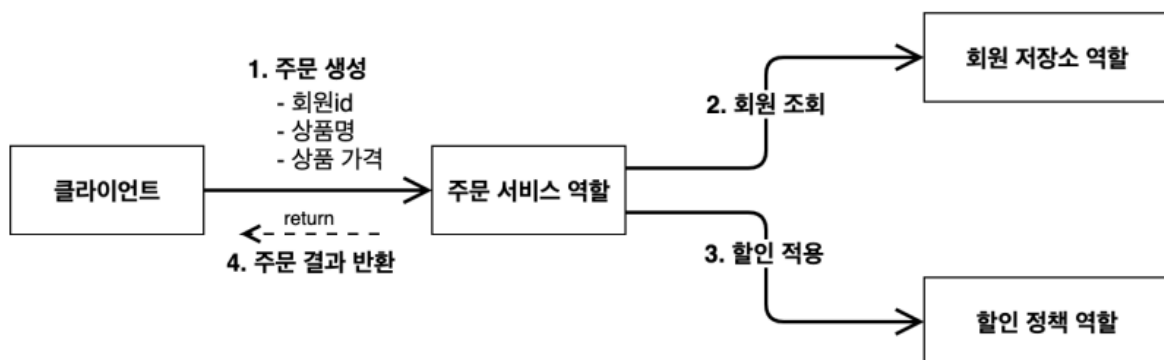 회원 저장소 역할
1. 주문 생성
- 회원id
- 상품명
- 상품 가격
2. 회원 조회
클라이언트
주문 서비스 역할
return
4. 주문 결과 반환
3. 할인 적용
할인 정책 역할